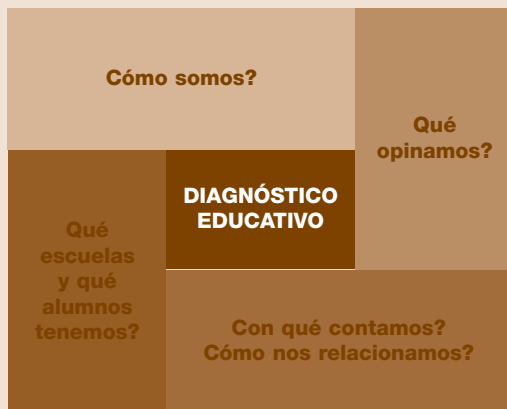 Cómo somos?
Qué
opinamos?
DIAGNÓSTICO
EDUCATIVO
Qué
escuelas
y qué
alumnos
tenemos?
Con qué contamos?
Cómo nos relacionamos?